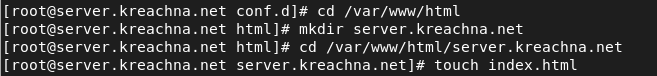 [root@server.kreachna.net conf.d]# cd /var/www/html
[root@server.kreachna.net html]# mkdir server.kreachna.net
[root@server.kreachna.net html]# cd /var/www/html/server.kreachna.net
[root@server.kreachna.net server.kreachna.net]# touch index.html